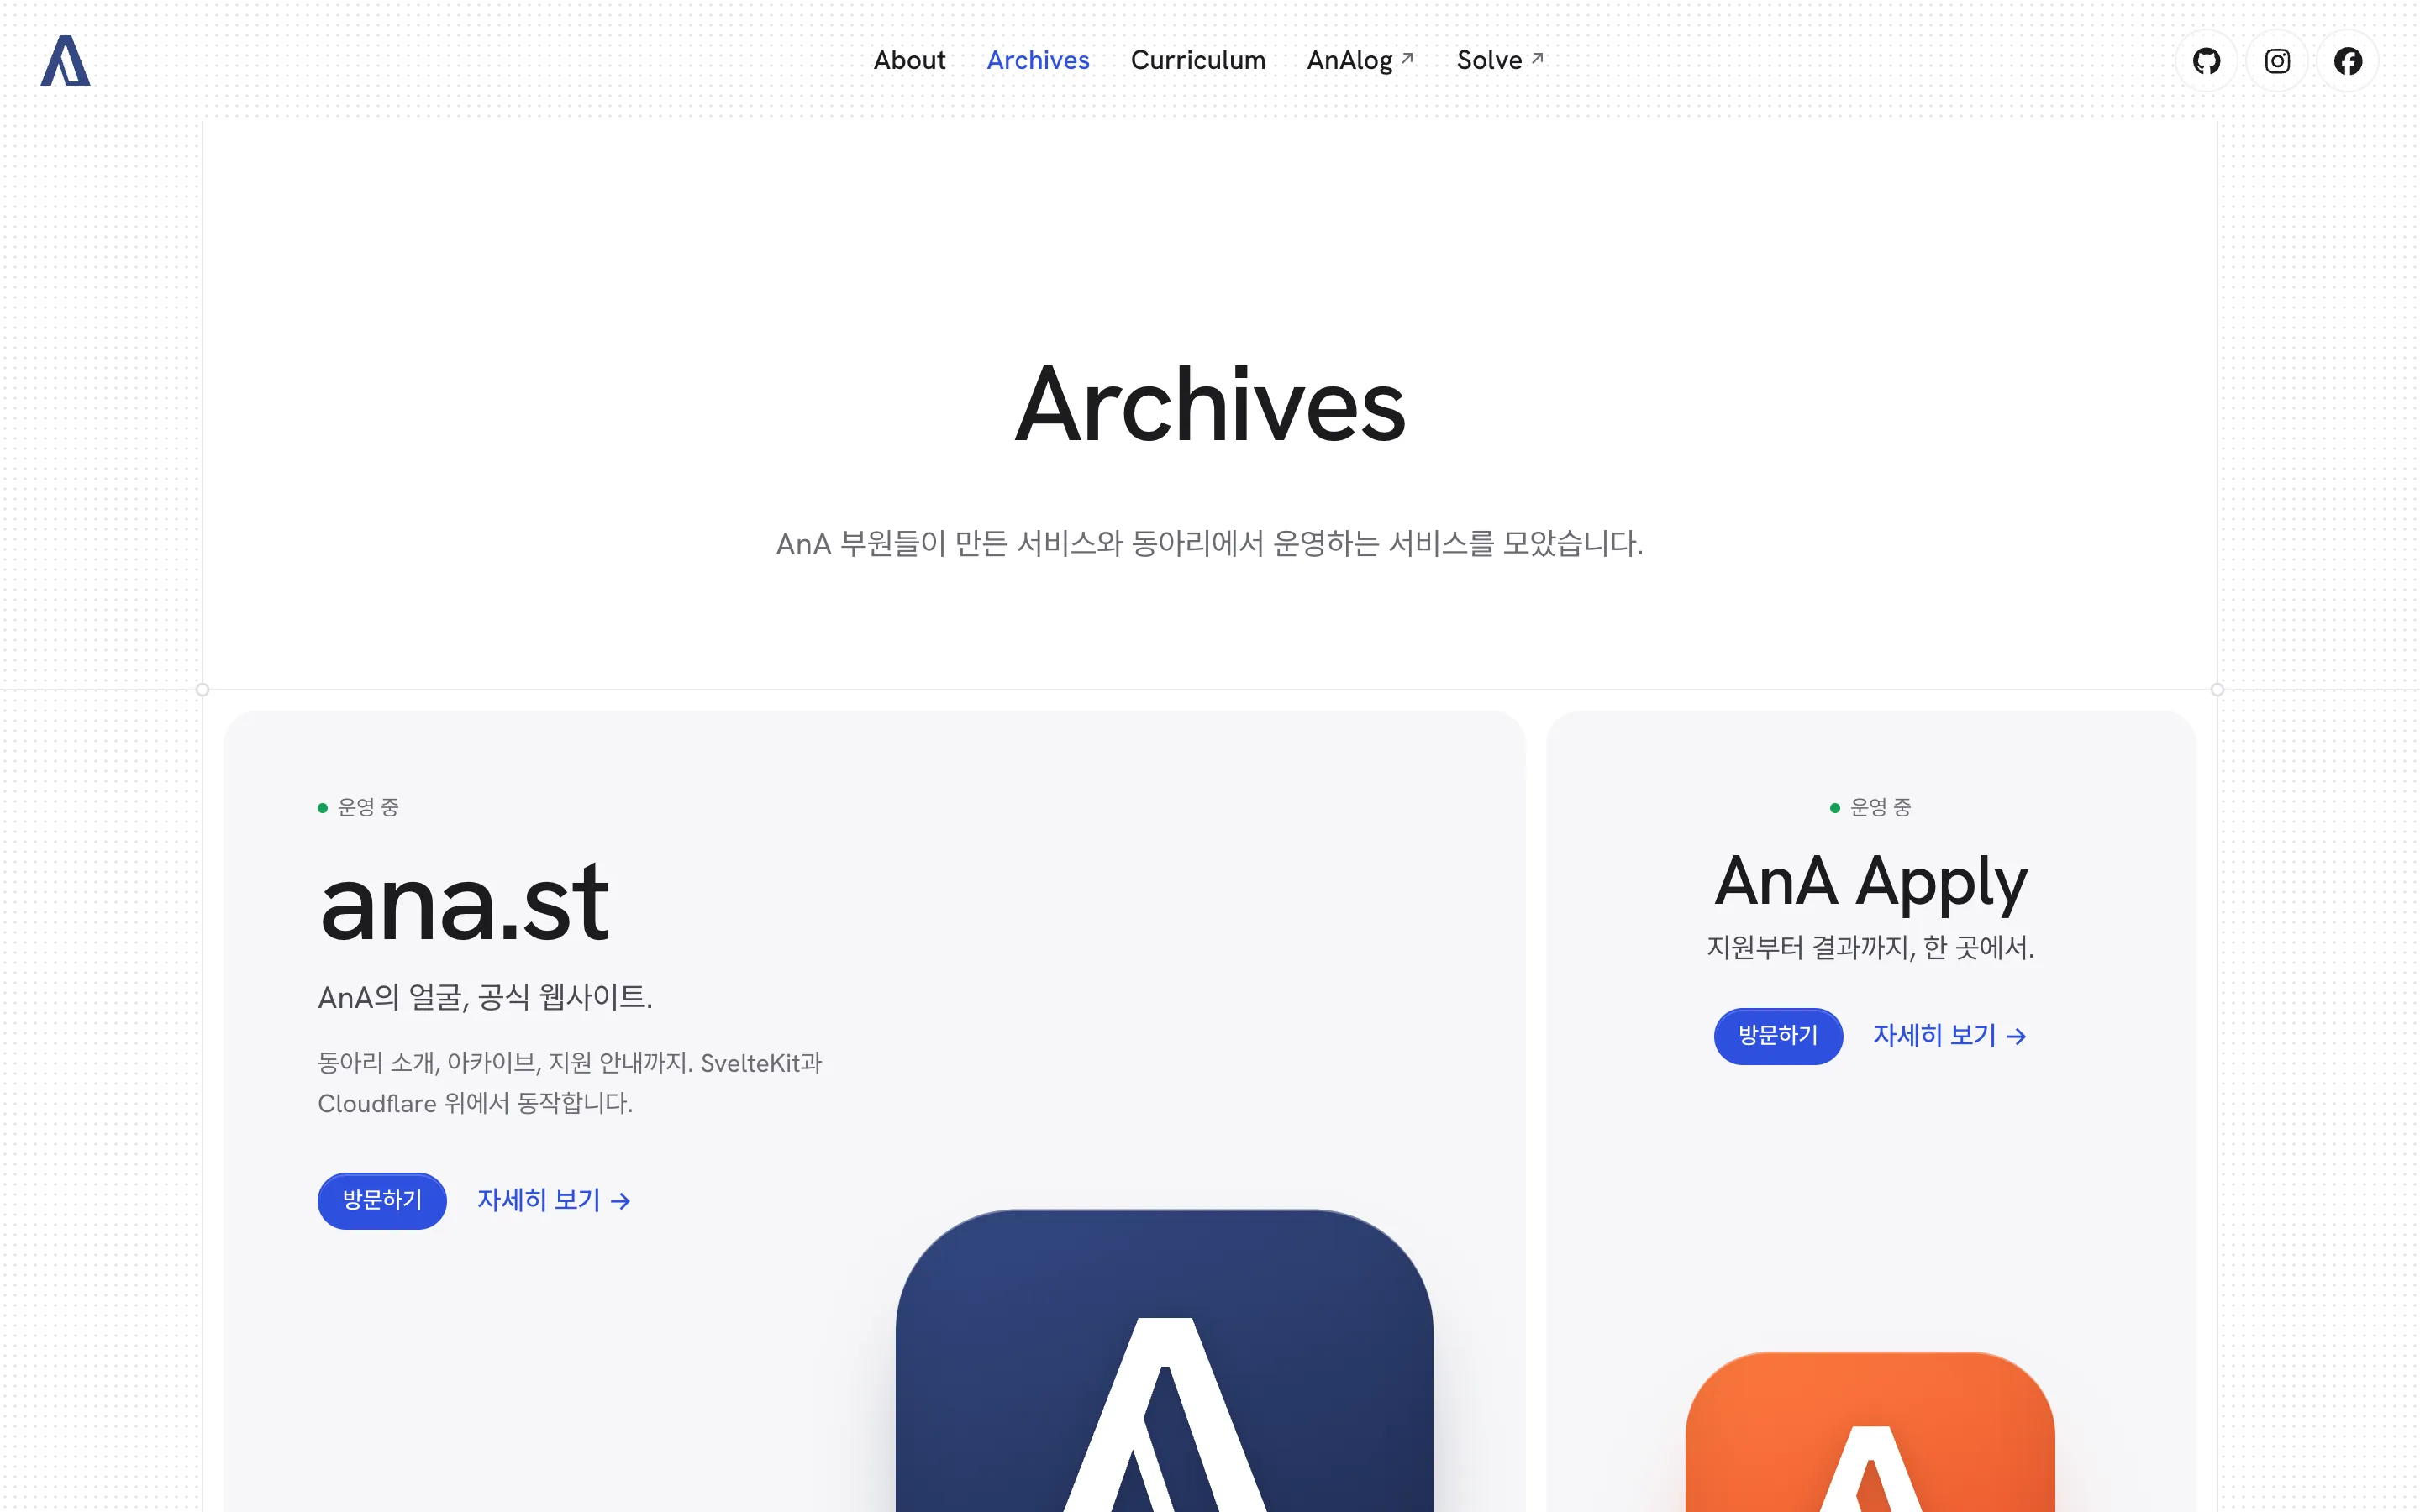 About Archives Curriculum AnAlog Solve
Archives
AnA 부원들이 만든 서비스와 동아리에서 운영하는 서비스를 모았습니다.
운영 중
ana.st
AnA의 얼굴, 공식 웹사이트.
동아리 소개, 아카이브, 지원 안내까지. SvelteKit과
Cloudflare 위에서 동작합니다.
방문하기 자세히 보기 →
운영 중
AnA Apply
지원부터 결과까지, 한 곳에서.
방문하기 자세히 보기 →